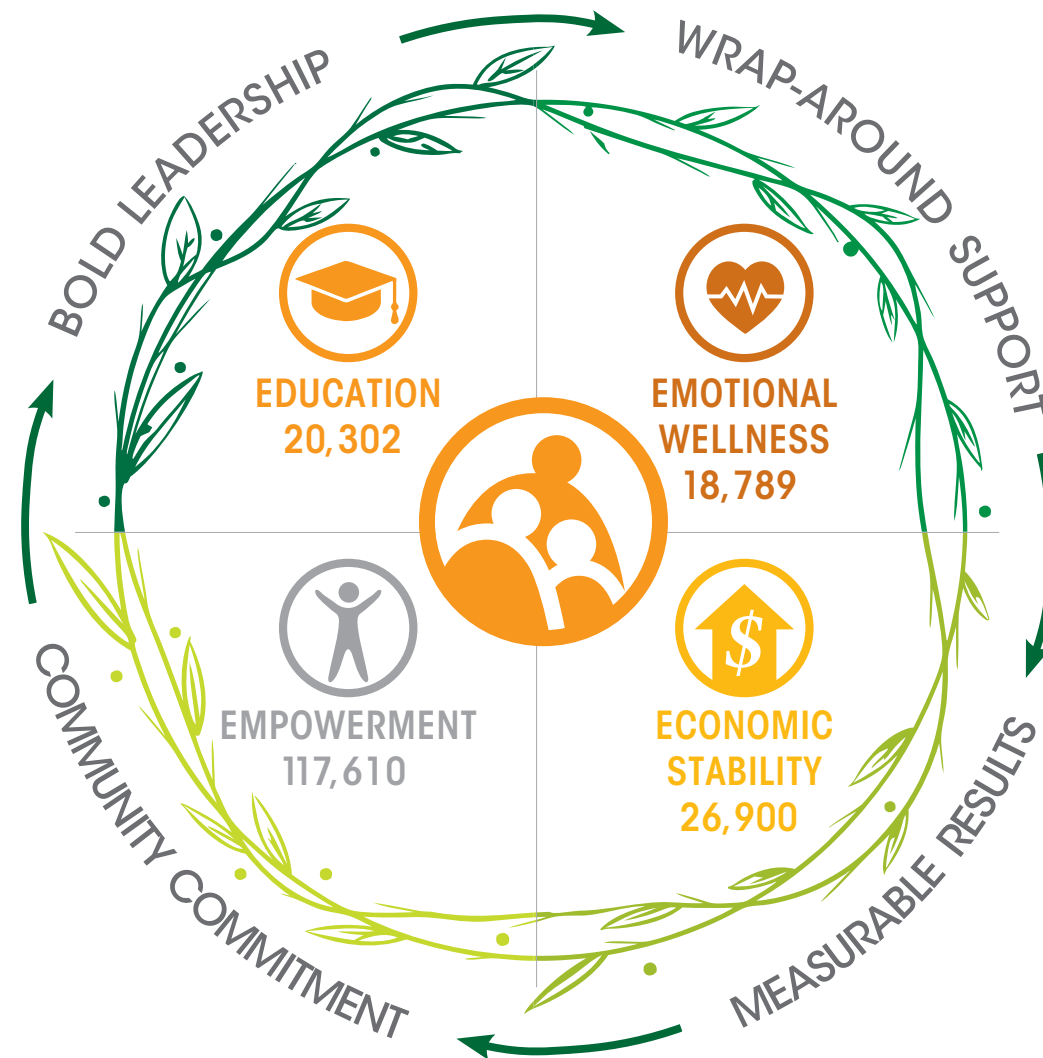 BOLD LEADERSHIP
WRAP-AROUND SUPPORT
EDUCATION
20,302
EMOTIONAL
WELLNESS
18,789
EMPOWERMENT
117,610
$
ECONOMIC
STABILITY
26,900
COMMUNITY COMMITMENT
MEASURABLE RESULTS